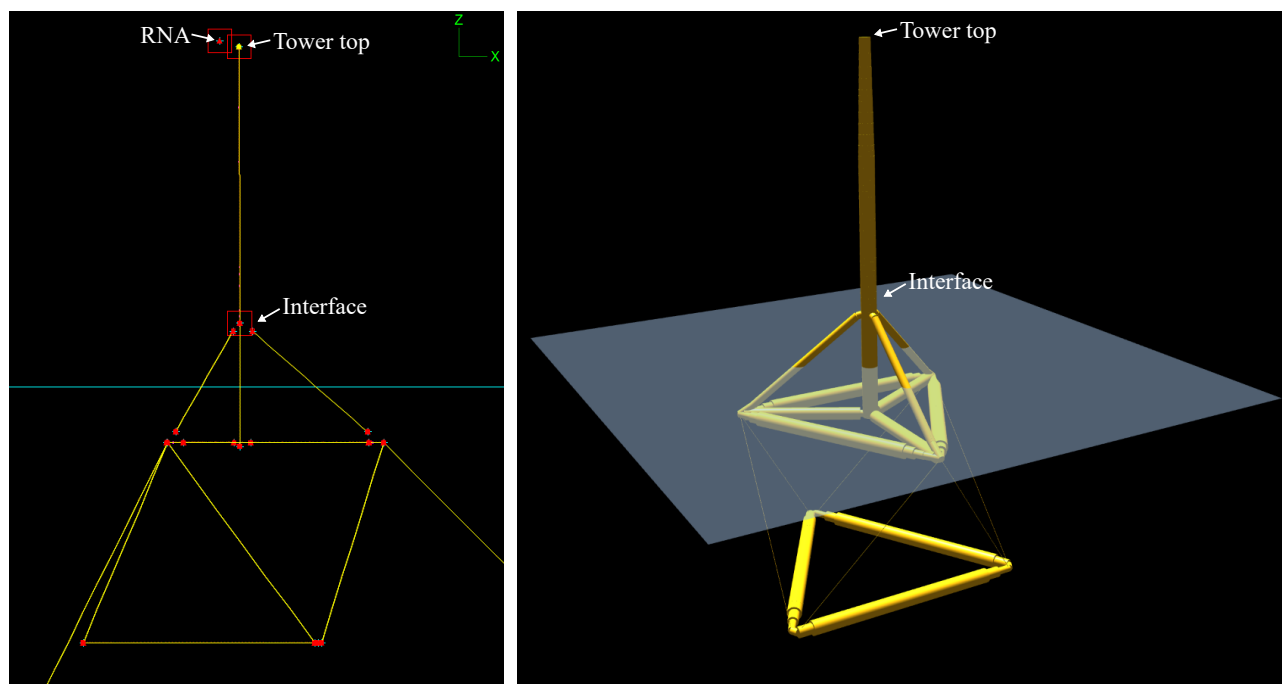 RNA
Tower top
Z
X
Interface
Tower top
Interface